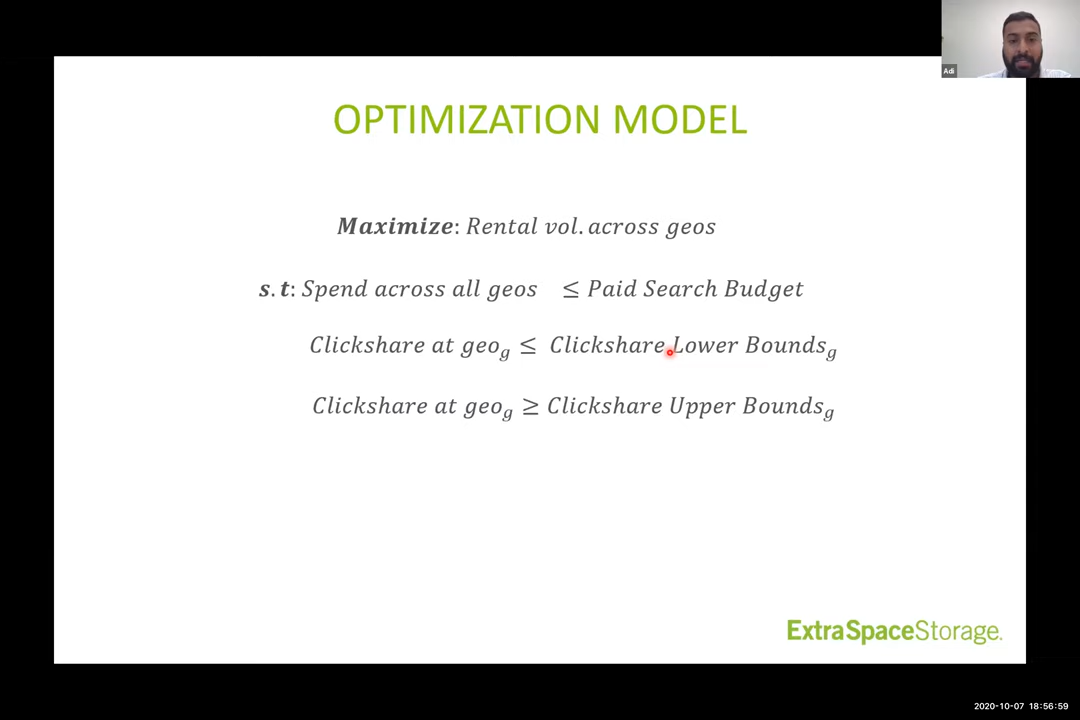 Adi
OPTIMIZATION MODEL
Maximize: Rental vol. across geos
s.t: Spend across all geos ≤ Paid Search Budget
Clickshare at geo_g ≤ Clickshare Lower Bounds_g
Clickshare at geo_g ≥ Clickshare Upper Bounds_g
ExtraSpaceStorage.
2020-10-07 18:56:59